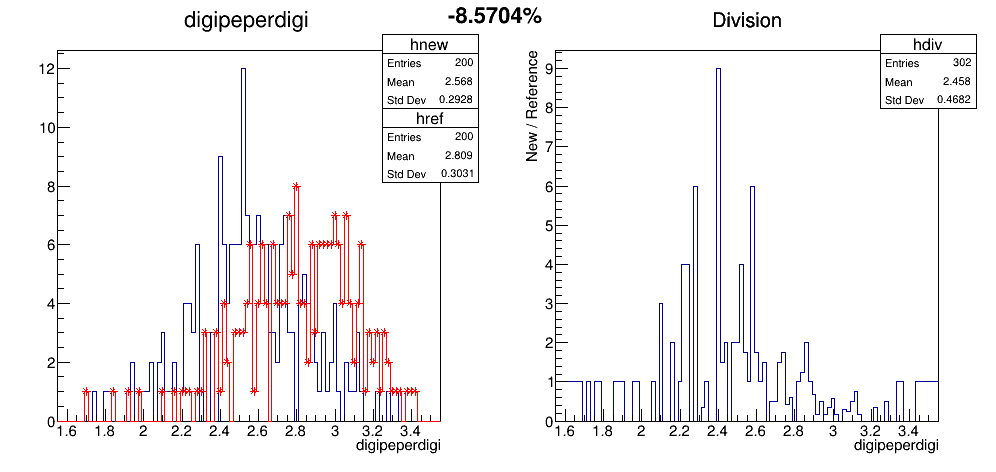 -8.5704%
digipeperdigi
hnew
Entries 200
Mean 2.568
Std Dev 0.2928
href
Entries 200
Mean 2.809
Std Dev 0.3031
12
10
8
6
4
2
0
1.6 1.8 2 2.2 2.4 2.6 2.8 3 3.2 3.4
digipeperdigi
Division
hdiv
Entries 302
Mean 2.458
Std Dev 0.4682
New / Reference
9
8
7
6
5
4
3
2
1
0
1.6 1.8 2 2.2 2.4 2.6 2.8 3 3.2 3.4
digipeperdigi